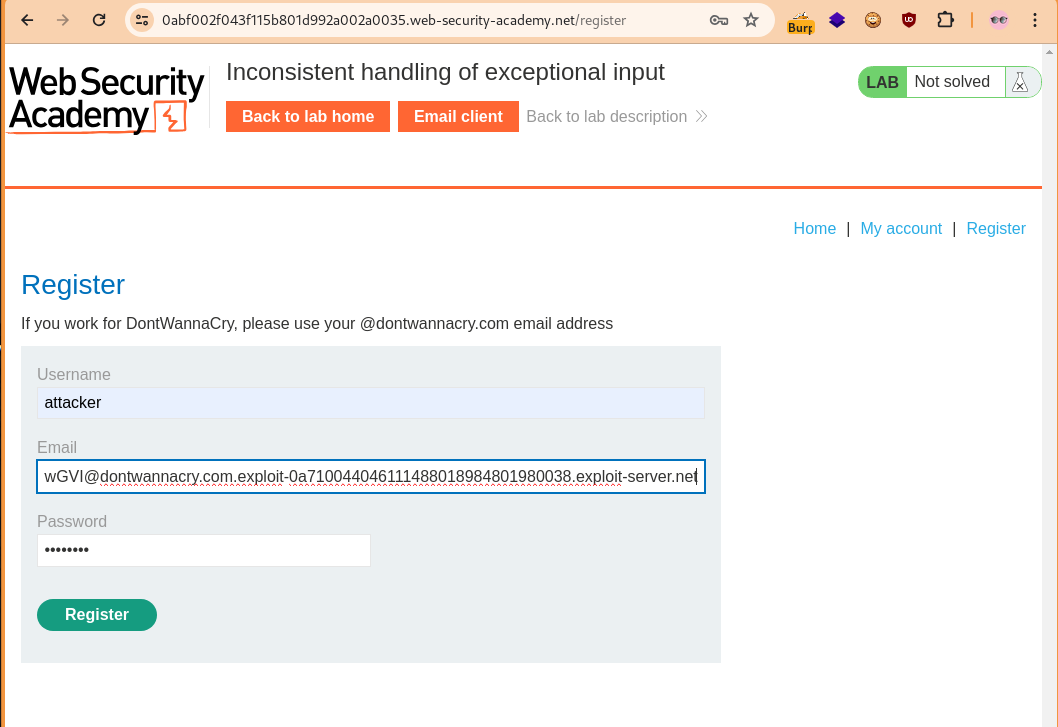 0abf002f043f115b801d992a002a0035.web-security-academy.net/register
Burp
Web Security
Academy
Inconsistent handling of exceptional input
Back to lab home Email client Back to lab description
LAB Not solved
Home | My account | Register
Register
If you work for DontWannaCry, please use your @dontwannacry.com email address
Username
attacker
Email
wGVI@dontwannacry.com.exploit-0a710044046111488018984801980038.exploit-server.net
Password
••••••••
Register